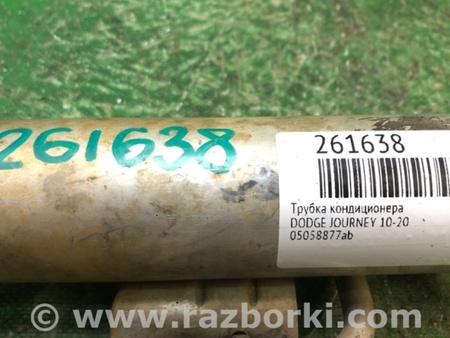 261638
261638
Трубка кондиционера
DODGE JOURNEY 10-20
05058877ab
© www.razborki.com